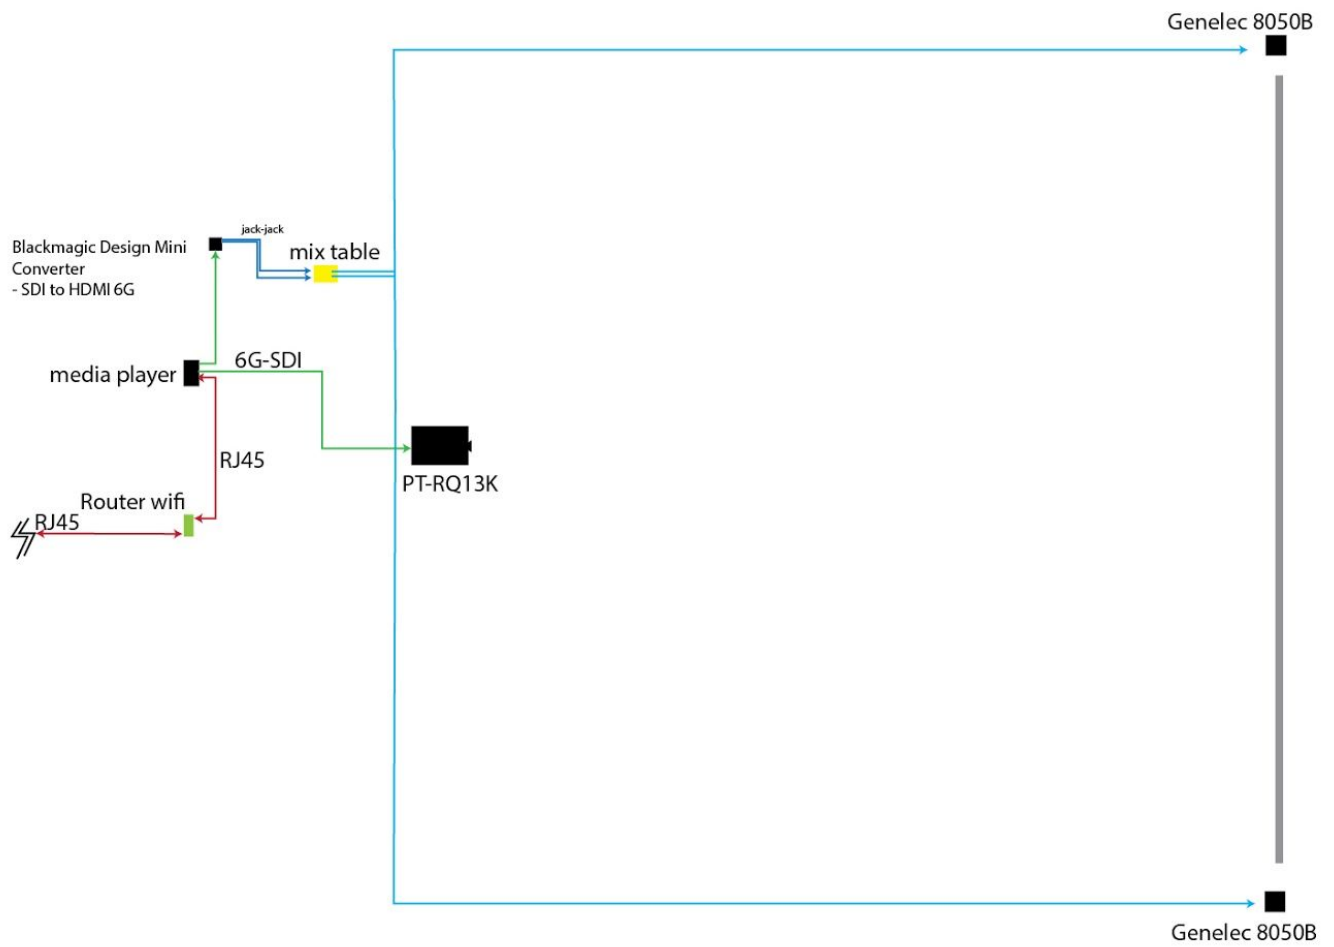 Genelec 8050B
jack-jack
Blackmagic Design Mini
Converter
- SDI to HDMI 6G
mix table
6G-SDI
media player
RJ45
PT-RQ13K
Router wifi
RJ45
Genelec 8050B